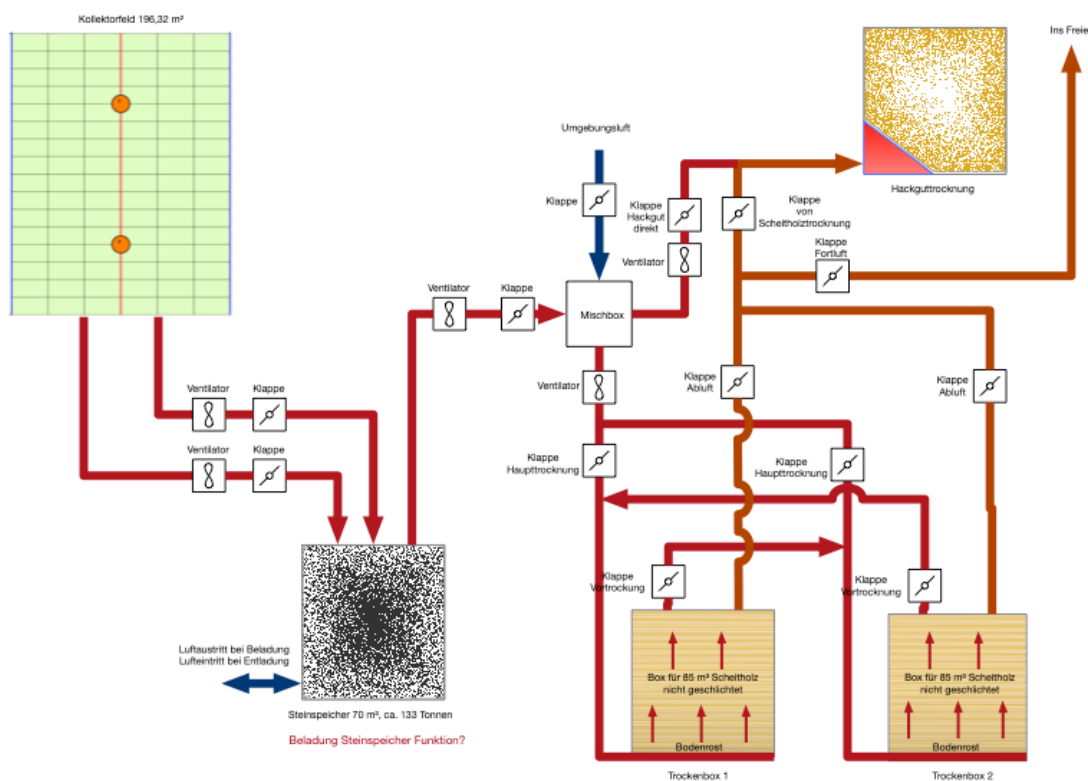 Kollektorfeld 196,32 m²
Ins Freie
Umgebungsluft
Hackguttrocknung
Klappe
Klappe
Hackgut
direkt
Klappe
von
Scheitholztrocknung
Klappe
Fortluft
Ventilator
Ventilator
Klappe
Mischbox
Ventilator
Klappe
Abluft
Klappe
Abluft
Ventilator
Klappe
Ventilator
Klappe
Klappe
Haupttrocknung
Klappe
Haupttrocknung
Klappe
Vortrockung
Klappe
Vortrocknung
Luftaustritt bei Beladung
Lufteintritt bei Entladung
Box für 85 m³ Scheitholz
nicht geschlichtet
Box für 85 m³ Scheitholz
nicht geschlichtet
Steinspeicher 70 m³, ca. 133 Tonnen
Beladung Steinspeicher Funktion?
Bodenrost
Bodenrost
Trockenbox 1
Trockenbox 2